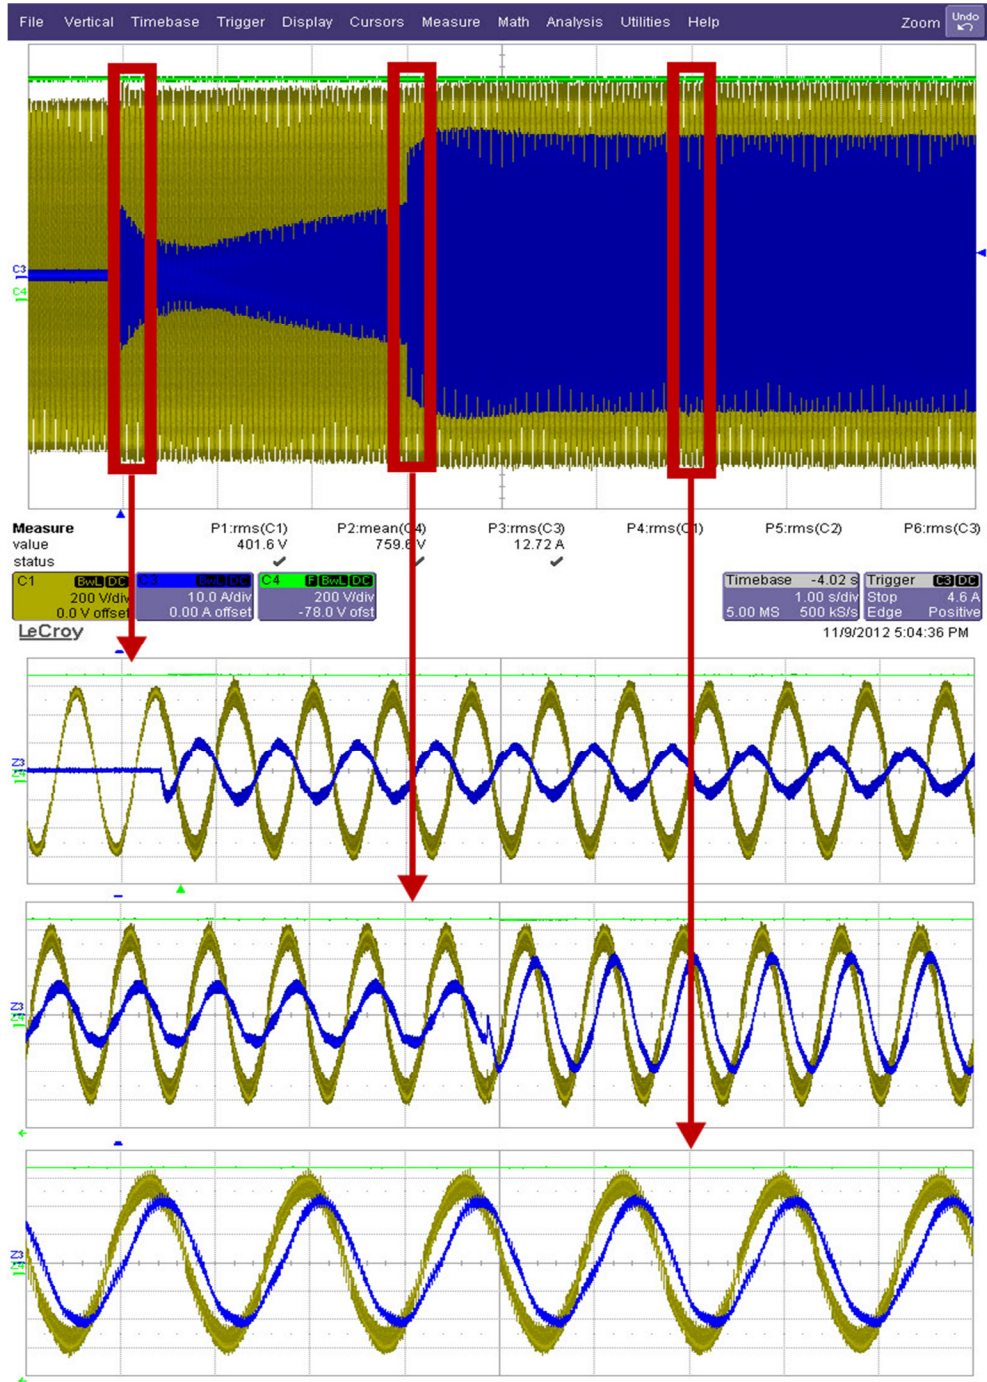 File Vertical Timebase Trigger Display Cursors Measure Math Analysis Utilities Help Zoom Undo
C3
C4
Measure P1:rms(C1) P2:mean(C4) P3:rms(C3) P4:rms(C1) P5:rms(C2) P6:rms(C3)
value 401.6 V 759.6 V 12.72 A
status
C1 BwL DC C3 BwL DC C4 F BwL DC Timebase -4.02 s Trigger C3 DC
200 V/div 10.0 A/div 200 V/div 1.00 s/div Stop 4.6 A
0.0 V offset 0.00 A offset -78.0 V ofst 5.00 MS 500 kS/s Edge Positive
LeCroy 11/9/2012 5:04:36 PM
Z3
Z3
Z3